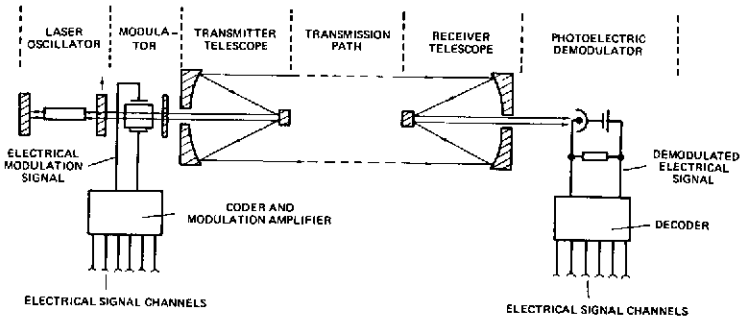 LASER
OSCILLATOR
MODULA-
TOR
TRANSMITTER
TELESCOPE
TRANSMISSION
PATH
RECEIVER
TELESCOPE
PHOTOELECTRIC
DEMODULATOR
ELECTRICAL
MODULATION
SIGNAL
DEMODULATED
ELECTRICAL
SIGNAL
CODER AND
MODULATION AMPLIFIER
DECODER
ELECTRICAL SIGNAL CHANNELS
ELECTRICAL SIGNAL CHANNELS